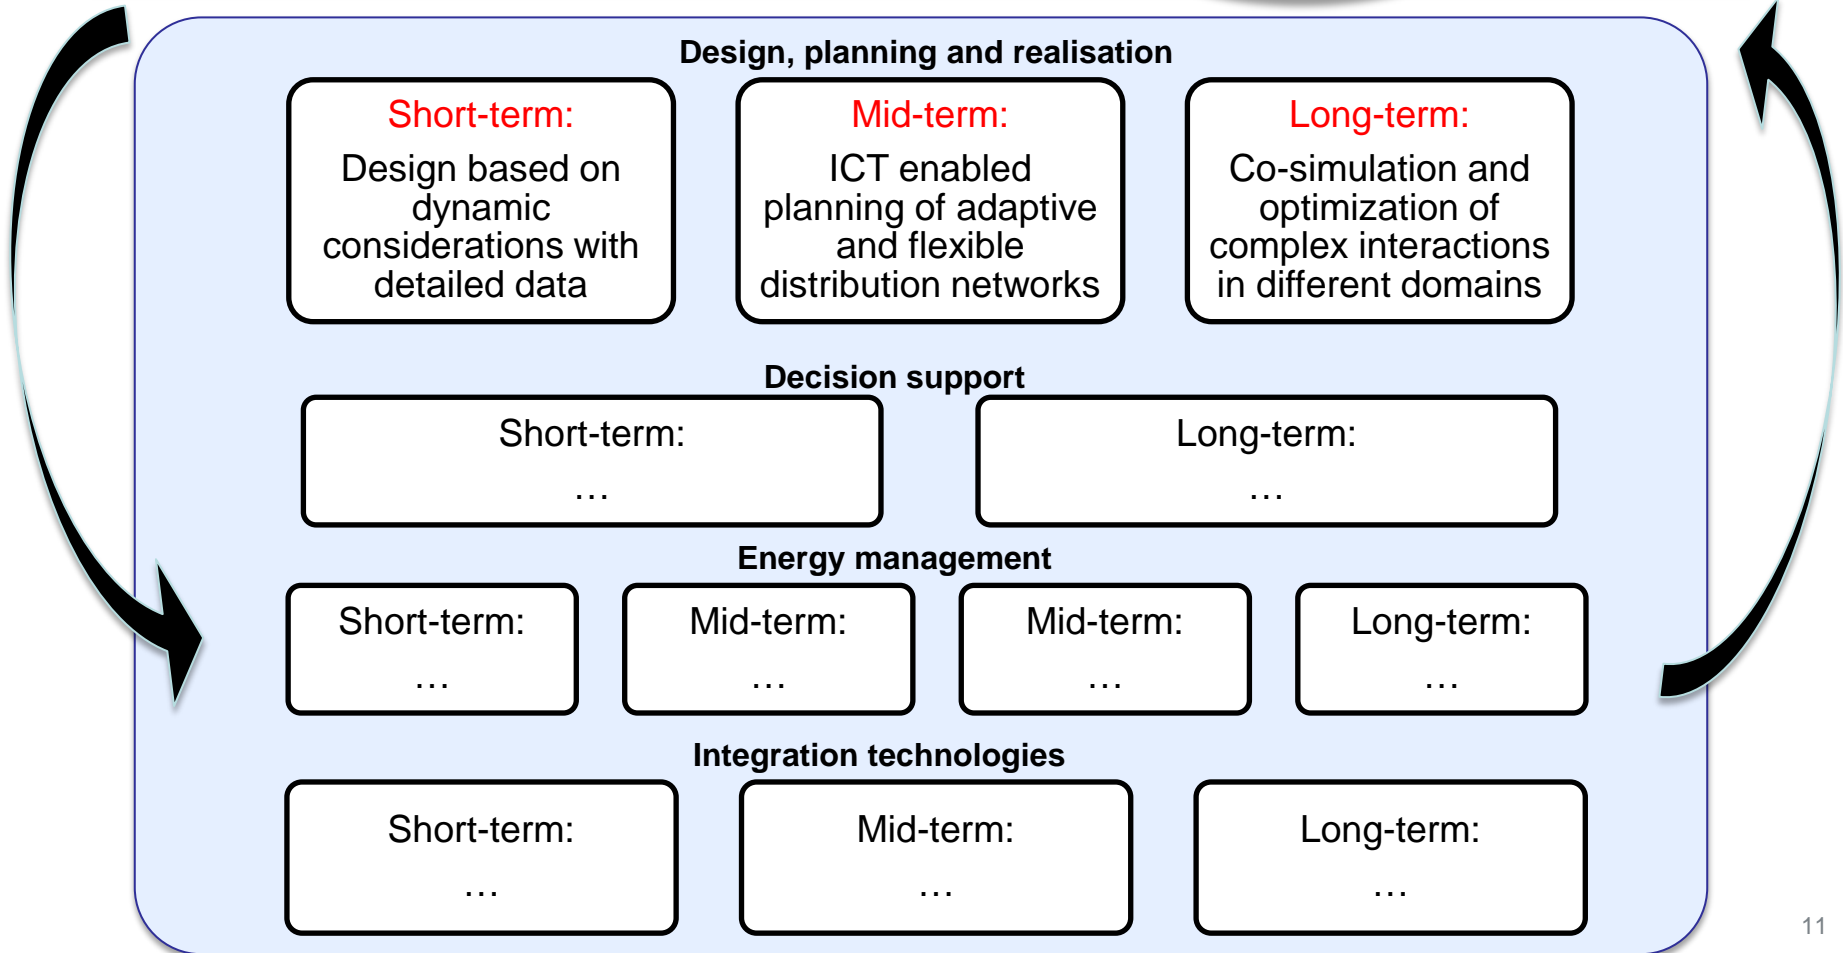 Design, planning and realisation
Short-term:
Design based on
dynamic
considerations with
detailed data
Mid-term:
ICT enabled
planning of adaptive
and flexible
distribution networks
Long-term:
Co-simulation and
optimization of
complex interactions
in different domains
Decision support
Short-term:
…
Long-term:
…
Energy management
Short-term:
…
Mid-term:
…
Mid-term:
…
Long-term:
…
Integration technologies
Short-term:
…
Mid-term:
…
Long-term:
…
11